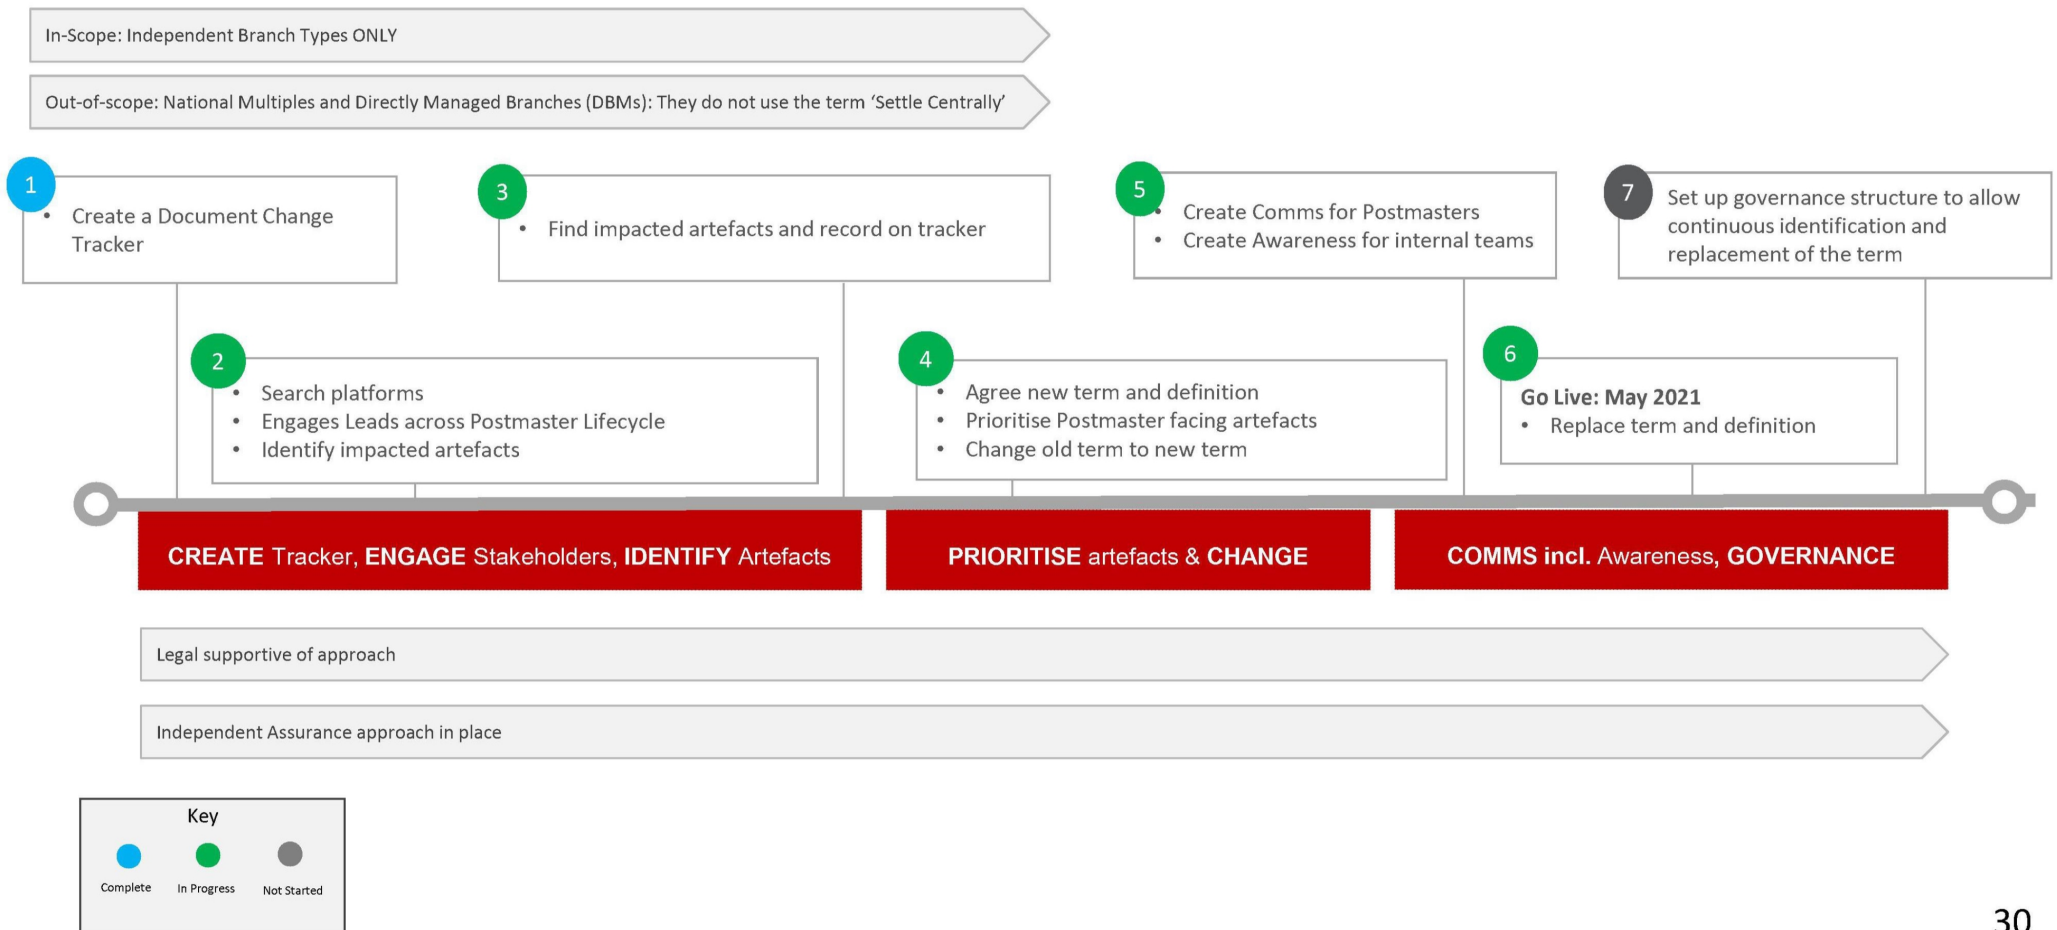 In-Scope: Independent Branch Types ONLY
Out-of-scope: National Multiples and Directly Managed Branches (DBMs): They do not use the term ‘Settle Centrally’
1
• Create a Document Change
Tracker
3
• Find impacted artefacts and record on tracker
5
• Create Comms for Postmasters
• Create Awareness for internal teams
7
Set up governance structure to allow
continuous identification and
replacement of the term
2
• Search platforms
• Engages Leads across Postmaster Lifecycle
• Identify impacted artefacts
4
• Agree new term and definition
• Prioritise Postmaster facing artefacts
• Change old term to new term
6
Go Live: May 2021
• Replace term and definition
CREATE Tracker, ENGAGE Stakeholders, IDENTIFY Artefacts
PRIORITISE artefacts & CHANGE
COMMS incl. Awareness, GOVERNANCE
Legal supportive of approach
Independent Assurance approach in place
Key
Complete
In Progress
Not Started
30